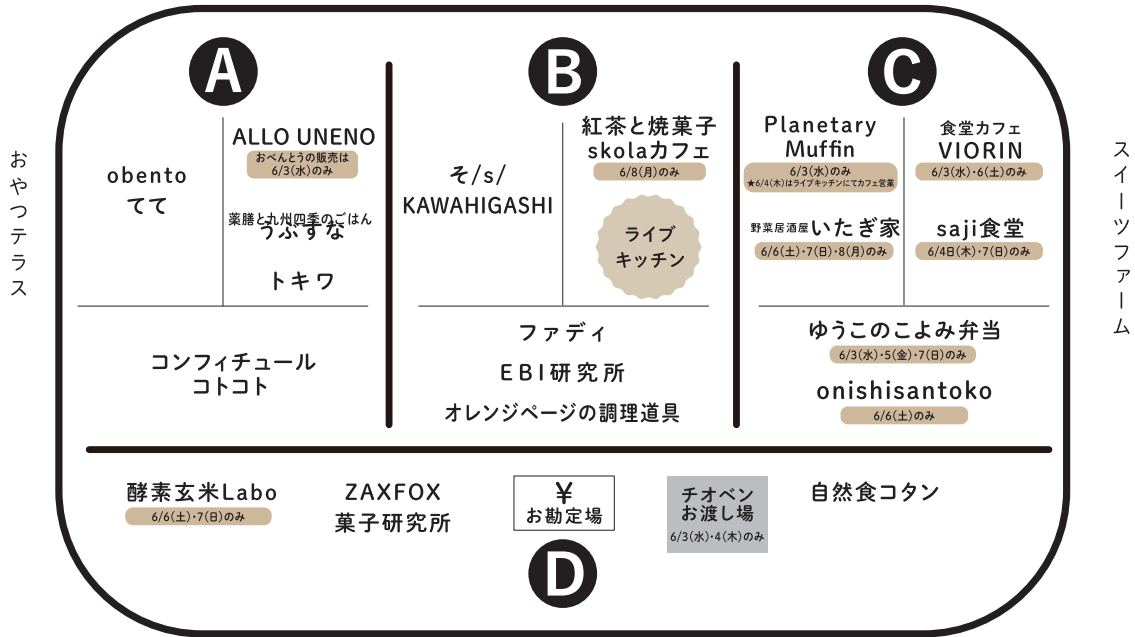 おやつテラス
A
obento
てて
ALLO UNENO
おべんとうの販売は
6/3(水)のみ
薬膳と九州四季のごはん
うぶすな
トキワ
コンフィチュール
コトコト
B
そ/s/
KAWAHIGASHI
紅茶と焼菓子
skolaカフェ
6/8(月)のみ
ライブ
キッチン
ファディ
EBI研究所
オレンジページの調理道具
C
Planetary
Muffin
6/3(水)のみ
★6/4(木)はライブキッチンにてカフェ営業
食堂カフェ
VIORIN
6/3(水)・6(土)のみ
野菜居酒屋いたぎ家
6/6(土)・7(日)・8(月)のみ
saji食堂
6/4日(木)・7(日)のみ
ゆうこのこよみ弁当
6/3(水)・5(金)・7(日)のみ
onishisantoko
6/6(土)のみ
スイーツファーム
酵素玄米Labo
6/6(土)・7(日)のみ
ZAXFOX
菓子研究所
¥
お勘定場
チオベン
お渡し場
6/3(水)・4(木)のみ
自然食コタン
D